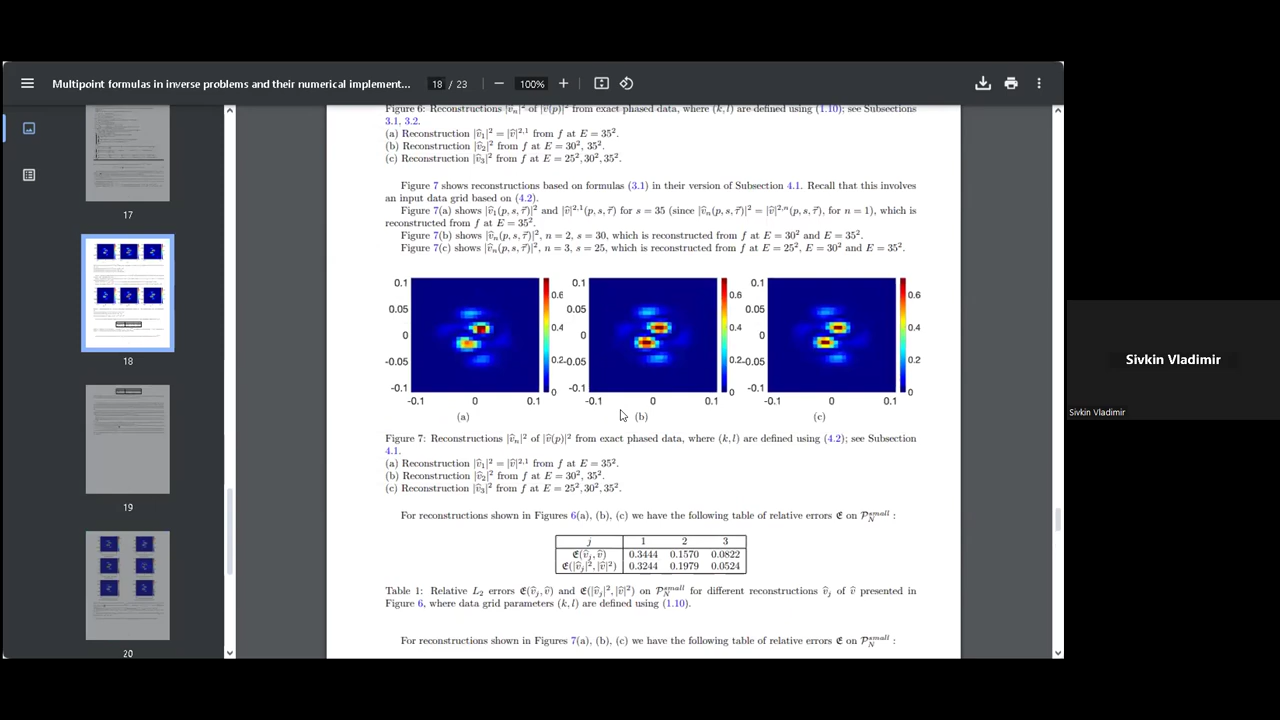 Multipoint formulas in inverse problems and their numerical implement...
18 / 23
100%
17
18
19
20
Figure 6: Reconstructions |v̂ₙ|² of |v̂(p)|² from exact phased data, where (k, l) are defined using (1.10); see Subsections
3.1, 3.2.
(a) Reconstruction |v̂₁|² = |v̂|²,¹ from f at E = 35².
(b) Reconstruction |v̂₂|² from f at E = 30², 35².
(c) Reconstruction |v̂₃|² from f at E = 25², 30², 35².
Figure 7 shows reconstructions based on formulas (3.1) in their version of Subsection 4.1. Recall that this involves
an input data grid based on (4.2).
Figure 7(a) shows |v̂₁(p, s, τ⃗)|² and |v̂|²,¹(p, s, τ⃗) for s = 35 (since |v̂ₙ(p, s, τ⃗)|² = |v̂|²,ⁿ(p, s, τ⃗), for n = 1), which is
reconstructed from f at E = 35².
Figure 7(b) shows |v̂ₙ(p, s, τ⃗)|², n = 2, s = 30, which is reconstructed from f at E = 30² and E = 35².
Figure 7(c) shows |v̂ₙ(p, s, τ⃗)|², n = 3, s = 25, which is reconstructed from f at E = 25², E = 30² and E = 35².
0.1 0.05 0 -0.05 -0.1
-0.1 0 0.1
0.6 0.4 0.2 0
(a)
0.1 0.05 0 -0.05 -0.1
-0.1 0 0.1
0.6 0.4 0.2 0
(b)
0.1 0.05 0 -0.05 -0.1
-0.1 0 0.1
0.6 0.4 0.2 0
(c)
Figure 7: Reconstructions |v̂ₙ|² of |v̂(p)|² from exact phased data, where (k, l) are defined using (4.2); see Subsection
4.1.
(a) Reconstruction |v̂₁|² = |v̂|²,¹ from f at E = 35².
(b) Reconstruction |v̂₂|² from f at E = 30², 35².
(c) Reconstruction |v̂₃|² from f at E = 25², 30², 35².
For reconstructions shown in Figures 6(a), (b), (c) we have the following table of relative errors 𝔈 on 𝒫_N^small :
j 1 2 3
𝔈(v̂ⱼ, v̂) 0.3444 0.1570 0.0822
𝔈(|v̂ⱼ|², |v̂|²) 0.3244 0.1979 0.0524
Table 1: Relative L₂ errors 𝔈(v̂ⱼ, v̂) and 𝔈(|v̂ⱼ|², |v̂|²) on 𝒫_N^small for different reconstructions v̂ⱼ of v̂ presented in
Figure 6, where data grid parameters (k, l) are defined using (1.10).
For reconstructions shown in Figures 7(a), (b), (c) we have the following table of relative errors 𝔈 on 𝒫_N^small :
Sivkin Vladimir
Sivkin Vladimir